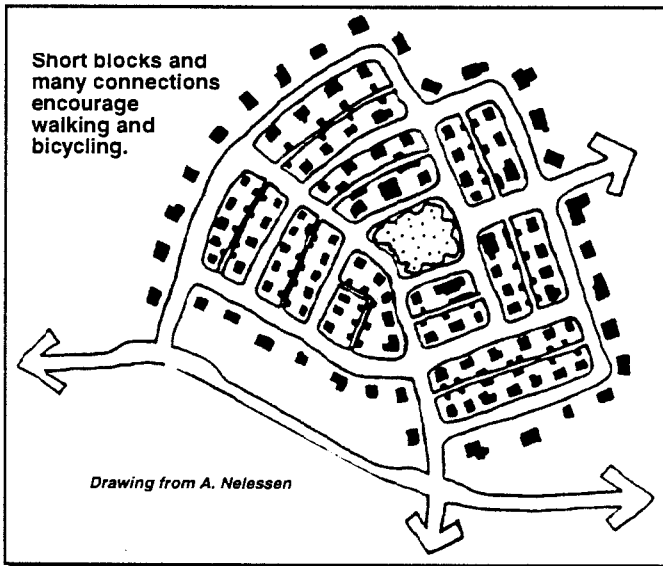 Short blocks and
many connections
encourage
walking and
bicycling.
Drawing from A. Nelessen